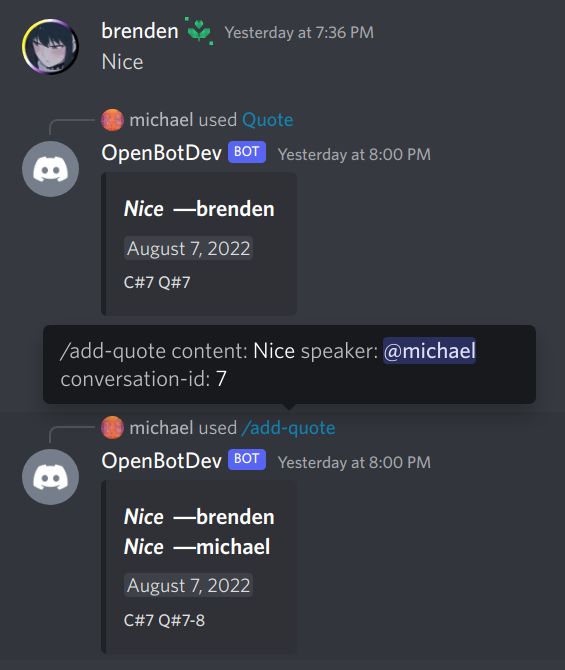 brenden Yesterday at 7:36 PM
Nice
michael used Quote
OpenBotDev BOT Yesterday at 8:00 PM
Nice —brenden
August 7, 2022
C#7 Q#7
/add-quote content: Nice speaker: @michael
conversation-id: 7
michael used /add-quote
OpenBotDev BOT Yesterday at 8:00 PM
Nice —brenden
Nice —michael
August 7, 2022
C#7 Q#7-8